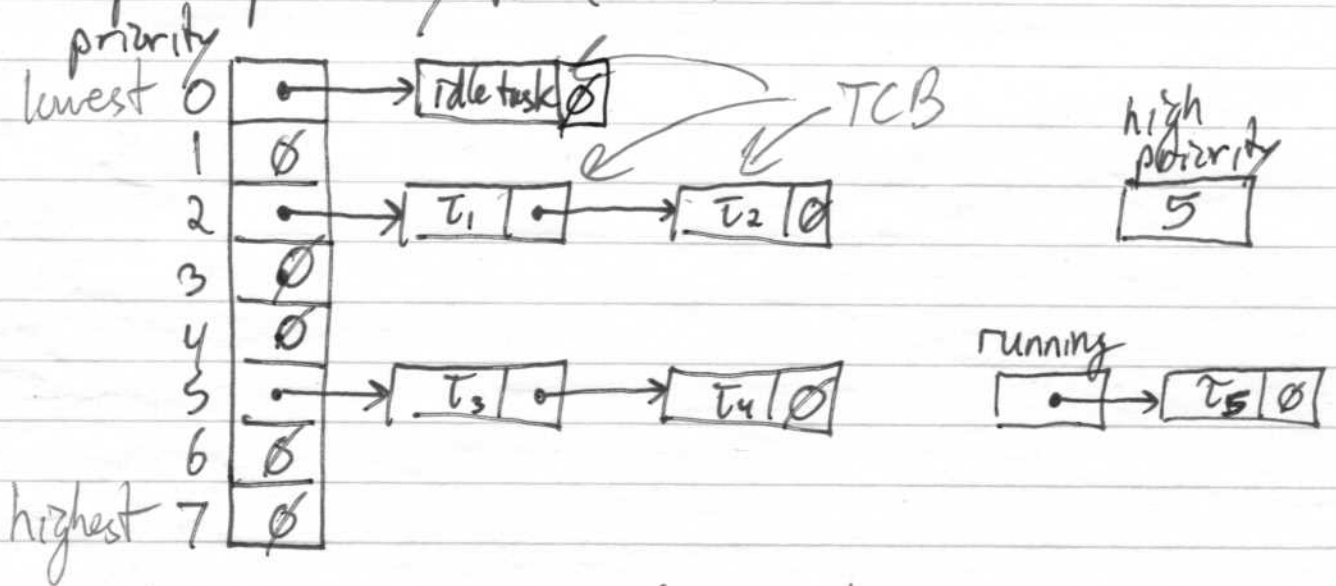 priority
lowest 0 idle task Ø TCB
1 Ø
high
priority
2 τ1 τ2 Ø 5
3 Ø
4 Ø
running
5 τ3 τ4 Ø τ5 Ø
6 Ø
highest 7 Ø